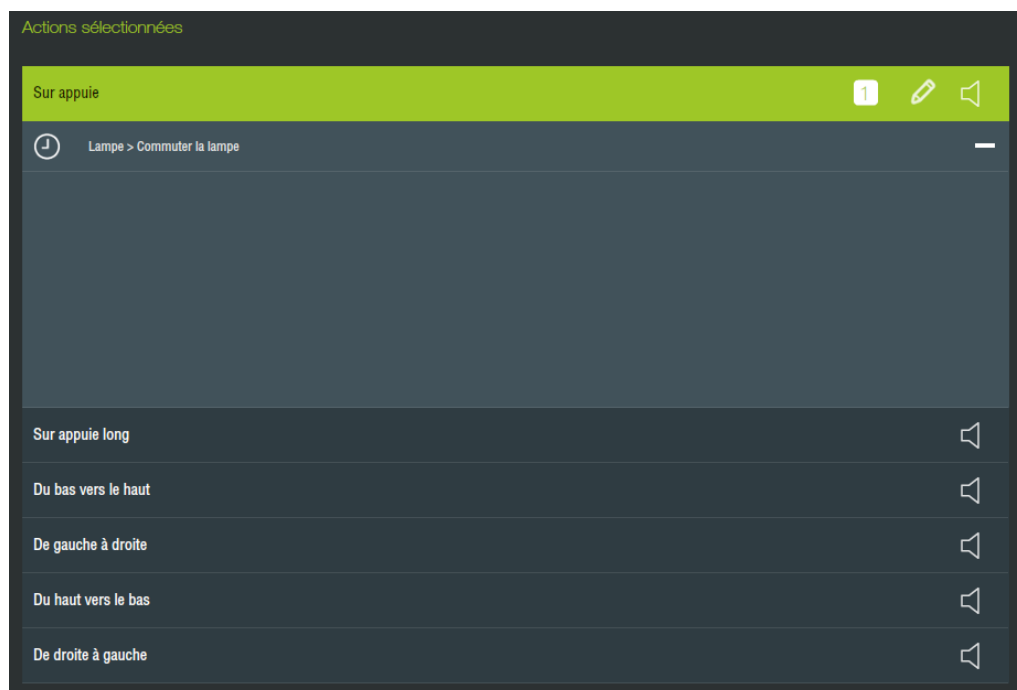 Actions sélectionnées
Sur appuie 1
Lampe > Commuter la lampe
Sur appuie long
Du bas vers le haut
De gauche à droite
Du haut vers le bas
De droite à gauche